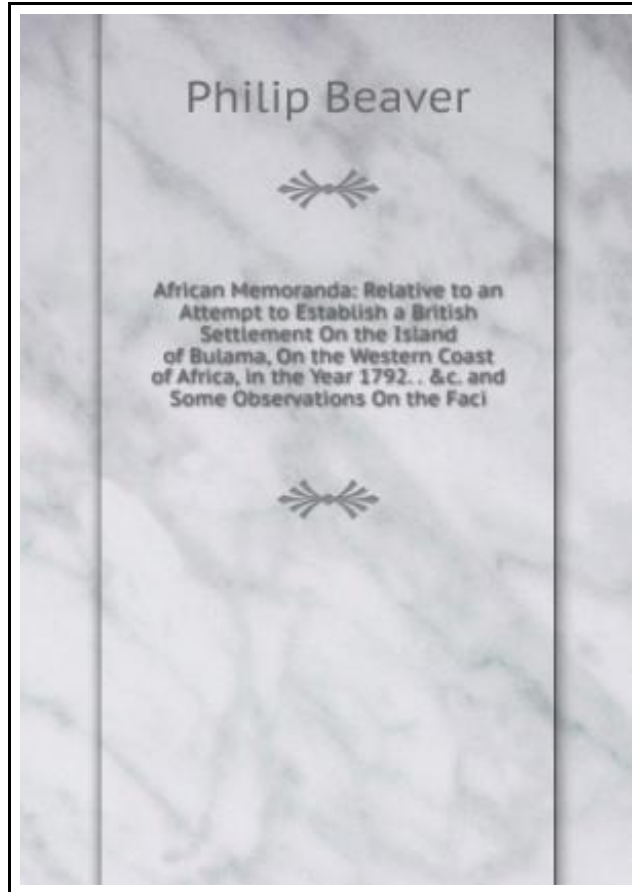 Philip Beaver
African Memoranda: Relative to an
Attempt to Establish a British
Settlement On the Island
of Bulama, On the Western Coast
of Africa, in the Year 1792. . &c. and
Some Observations On the Faci